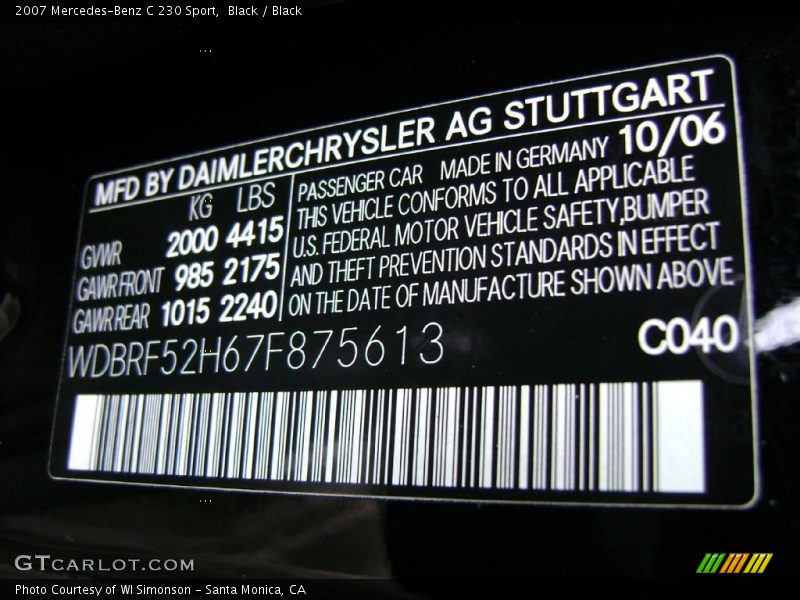 2007 Mercedes-Benz C 230 Sport,  Black / Black
MFD BY DAIMLERCHRYSLER AG STUTTGART
KG LBS
GVWR 2000 4415
GAWR FRONT 985 2175
GAWR REAR 1015 2240
PASSENGER CAR MADE IN GERMANY 10/06
THIS VEHICLE CONFORMS TO ALL APPLICABLE
U.S. FEDERAL MOTOR VEHICLE SAFETY,BUMPER
AND THEFT PREVENTION STANDARDS IN EFFECT
ON THE DATE OF MANUFACTURE SHOWN ABOVE
WDBRF52H67F875613
C040
GTCARLOT.COM
Photo Courtesy of WI Simonson - Santa Monica, CA